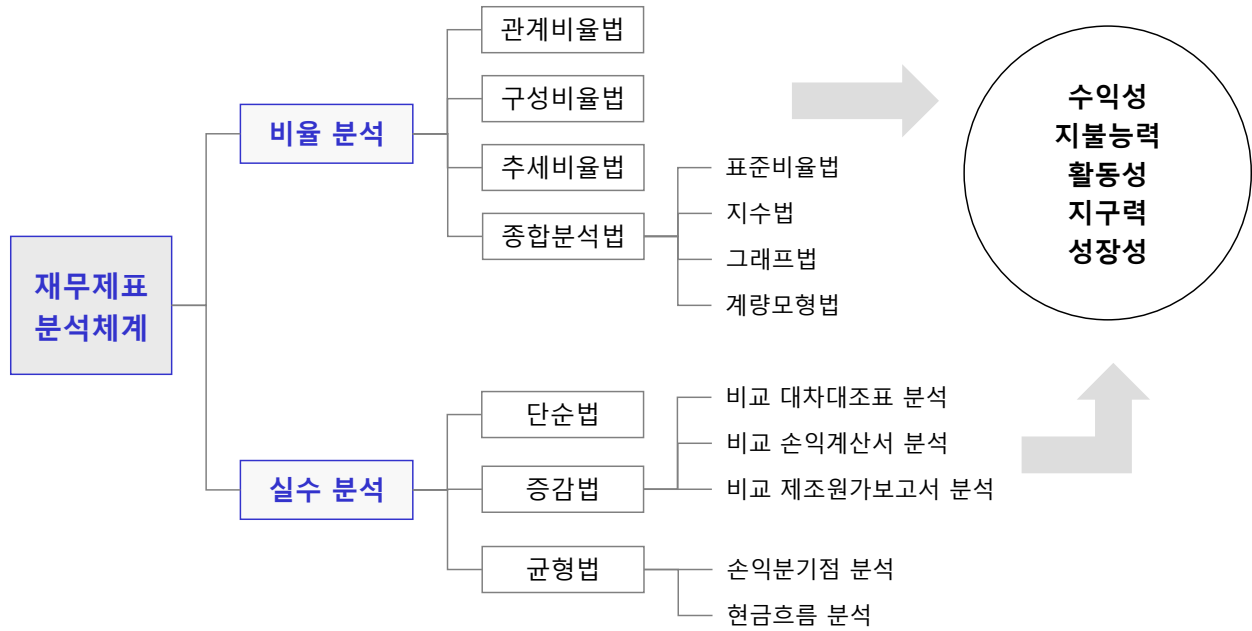 관계비율법
구성비율법
비율 분석
추세비율법
종합분석법
표준비율법
지수법
그래프법
계량모형법
수익성
지불능력
활동성
지구력
성장성
재무제표
분석체계
단순법
실수 분석
증감법
비교 대차대조표 분석
비교 손익계산서 분석
비교 제조원가보고서 분석
균형법
손익분기점 분석
현금흐름 분석